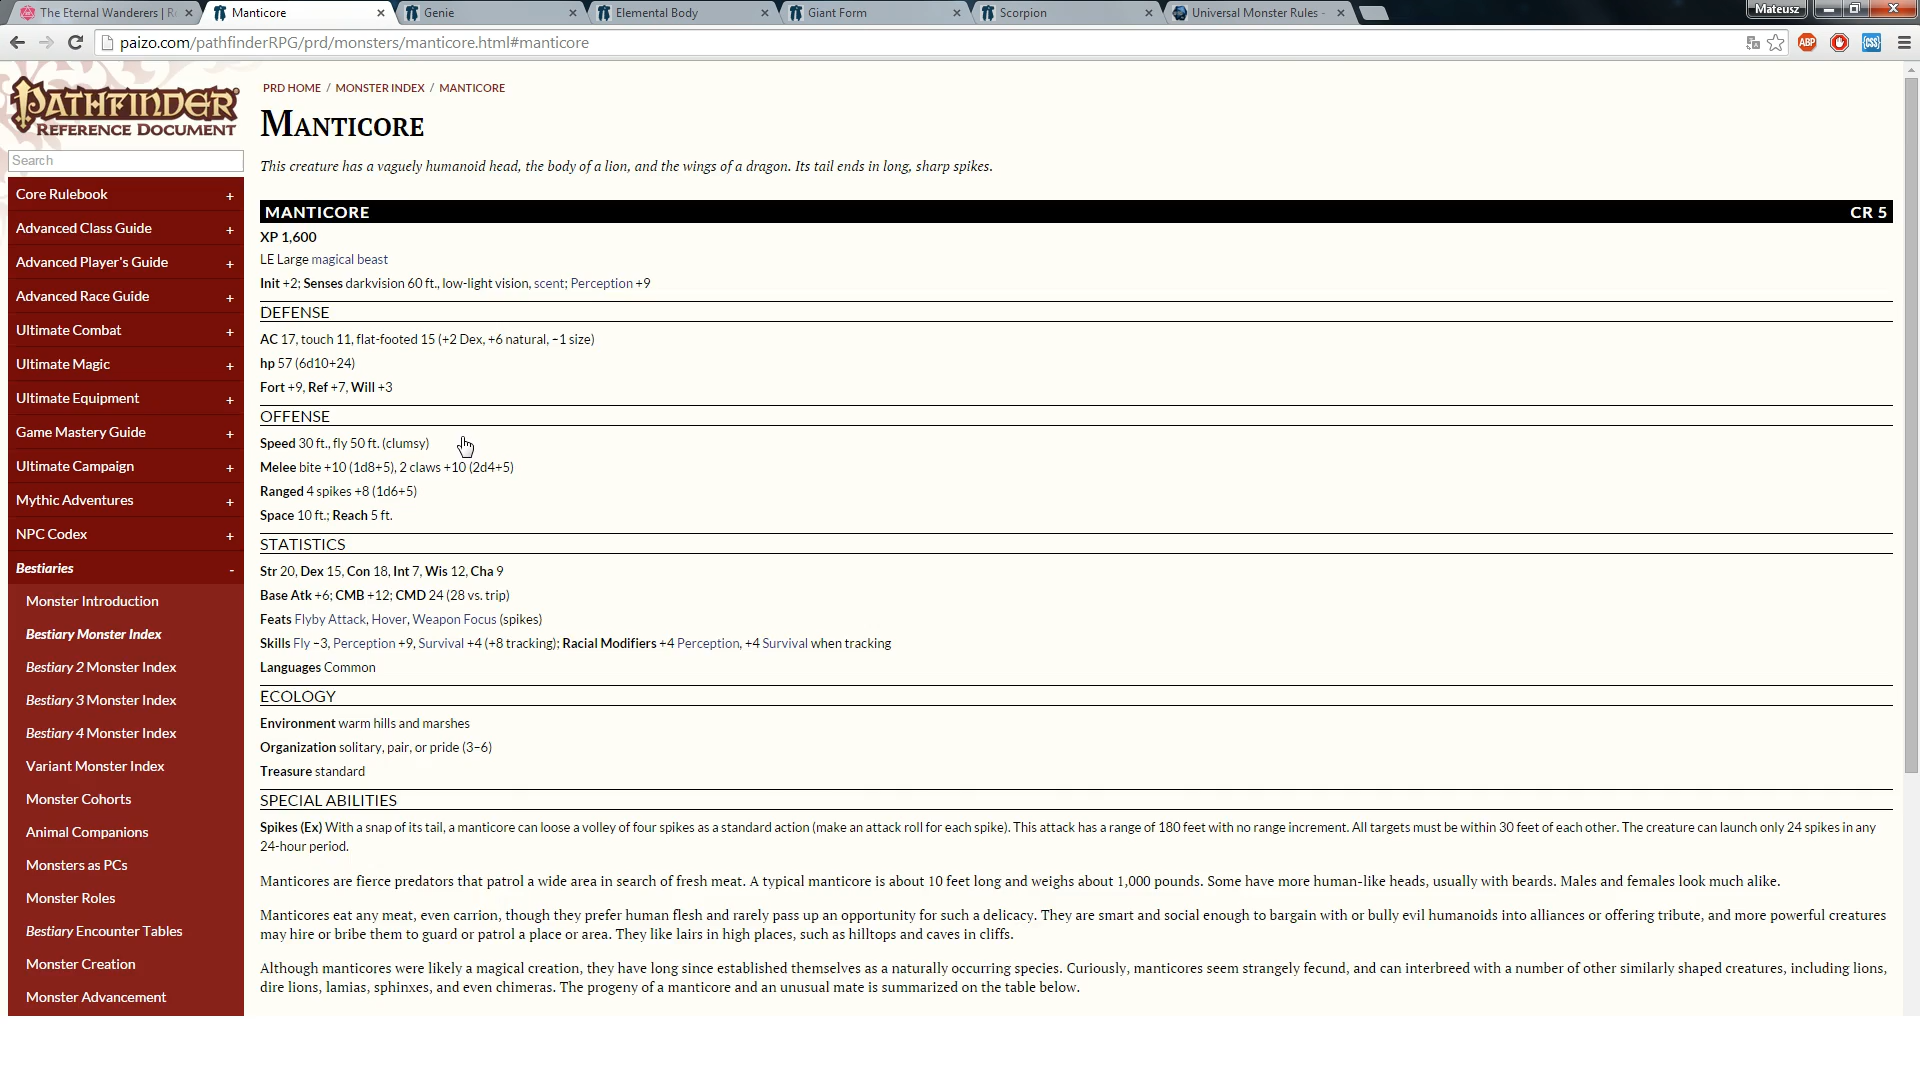 The Eternal Wanderers | R
Manticore
Genie
Elemental Body
Giant Form
Scorpion
Universal Monster Rules -
Mateusz
paizo.com/pathfinderRPG/prd/monsters/manticore.html#manticore
ABP
CSS
PATHFINDER
REFERENCE DOCUMENT
Search
Core Rulebook +
Advanced Class Guide +
Advanced Player's Guide +
Advanced Race Guide +
Ultimate Combat +
Ultimate Magic +
Ultimate Equipment +
Game Mastery Guide +
Ultimate Campaign +
Mythic Adventures +
NPC Codex +
Bestiaries -
Monster Introduction
Bestiary Monster Index
Bestiary 2 Monster Index
Bestiary 3 Monster Index
Bestiary 4 Monster Index
Variant Monster Index
Monster Cohorts
Animal Companions
Monsters as PCs
Monster Roles
Bestiary Encounter Tables
Monster Creation
Monster Advancement
PRD HOME / MONSTER INDEX / MANTICORE
MANTICORE
This creature has a vaguely humanoid head, the body of a lion, and the wings of a dragon. Its tail ends in long, sharp spikes.
MANTICORE CR 5
XP 1,600
LE Large magical beast
Init +2; Senses darkvision 60 ft., low-light vision, scent; Perception +9
DEFENSE
AC 17, touch 11, flat-footed 15 (+2 Dex, +6 natural, –1 size)
hp 57 (6d10+24)
Fort +9, Ref +7, Will +3
OFFENSE
Speed 30 ft., fly 50 ft. (clumsy)
Melee bite +10 (1d8+5), 2 claws +10 (2d4+5)
Ranged 4 spikes +8 (1d6+5)
Space 10 ft.; Reach 5 ft.
STATISTICS
Str 20, Dex 15, Con 18, Int 7, Wis 12, Cha 9
Base Atk +6; CMB +12; CMD 24 (28 vs. trip)
Feats Flyby Attack, Hover, Weapon Focus (spikes)
Skills Fly –3, Perception +9, Survival +4 (+8 tracking); Racial Modifiers +4 Perception, +4 Survival when tracking
Languages Common
ECOLOGY
Environment warm hills and marshes
Organization solitary, pair, or pride (3–6)
Treasure standard
SPECIAL ABILITIES
Spikes (Ex) With a snap of its tail, a manticore can loose a volley of four spikes as a standard action (make an attack roll for each spike). This attack has a range of 180 feet with no range increment. All targets must be within 30 feet of each other. The creature can launch only 24 spikes in any
24-hour period.
Manticores are fierce predators that patrol a wide area in search of fresh meat. A typical manticore is about 10 feet long and weighs about 1,000 pounds. Some have more human-like heads, usually with beards. Males and females look much alike.
Manticores eat any meat, even carrion, though they prefer human flesh and rarely pass up an opportunity for such a delicacy. They are smart and social enough to bargain with or bully evil humanoids into alliances or offering tribute, and more powerful creatures
may hire or bribe them to guard or patrol a place or area. They like lairs in high places, such as hilltops and caves in cliffs.
Although manticores were likely a magical creation, they have long since established themselves as a naturally occurring species. Curiously, manticores seem strangely fecund, and can interbreed with a number of other similarly shaped creatures, including lions,
dire lions, lamias, sphinxes, and even chimeras. The progeny of a manticore and an unusual mate is summarized on the table below.